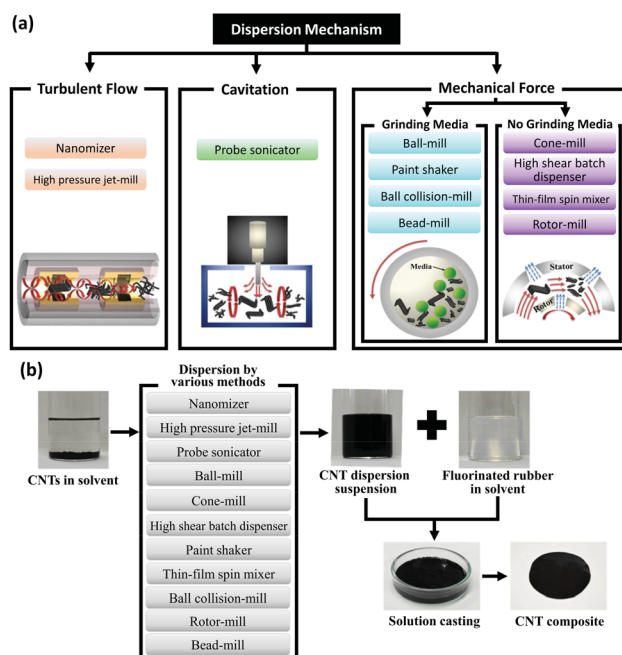 (a)
Dispersion Mechanism
Turbulent Flow
Nanomizer
High pressure jet-mill
Cavitation
Probe sonicator
Mechanical Force
Grinding Media
Ball-mill
Paint shaker
Ball collision-mill
Bead-mill
Media
No Grinding Media
Cone-mill
High shear batch
dispenser
Thin-film spin mixer
Rotor-mill
Stator
Rotor
(b)
CNTs in solvent
Dispersion by
various methods
Nanomizer
High pressure jet-mill
Probe sonicator
Ball-mill
Cone-mill
High shear batch dispenser
Paint shaker
Thin-film spin mixer
Ball collision-mill
Rotor-mill
Bead-mill
CNT dispersion
suspension
Fluorinated rubber
in solvent
Solution casting
CNT composite